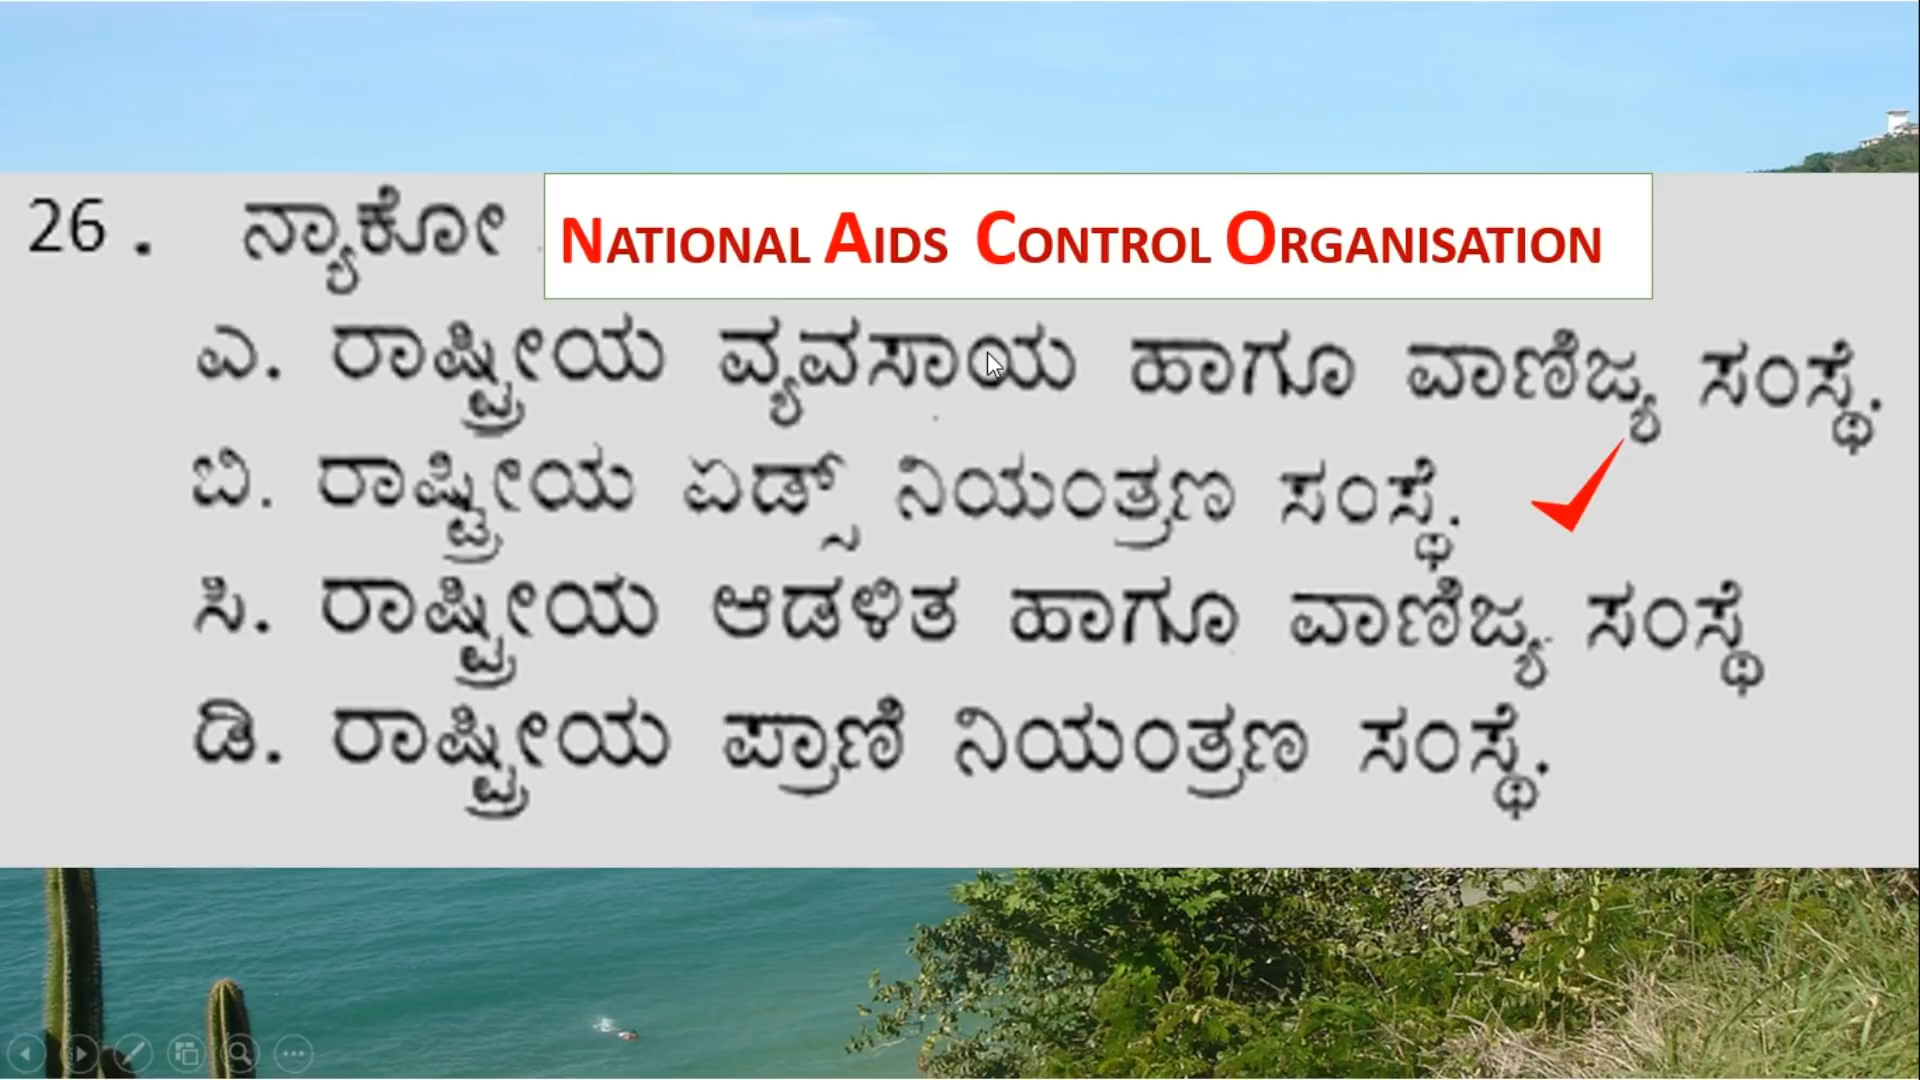 26 . ನ್ಯಾಕೋ NATIONAL AIDS CONTROL ORGANISATION
ಎ. ರಾಷ್ಟ್ರೀಯ ವ್ಯವಸಾಯ ಹಾಗೂ ವಾಣಿಜ್ಯ ಸಂಸ್ಥೆ.
ಬಿ. ರಾಷ್ಟ್ರೀಯ ಏಡ್ಸ್ ನಿಯಂತ್ರಣ ಸಂಸ್ಥೆ.
ಸಿ. ರಾಷ್ಟ್ರೀಯ ಆಡಳಿತ ಹಾಗೂ ವಾಣಿಜ್ಯ ಸಂಸ್ಥೆ
ಡಿ. ರಾಷ್ಟ್ರೀಯ ಪ್ರಾಣಿ ನಿಯಂತ್ರಣ ಸಂಸ್ಥೆ.